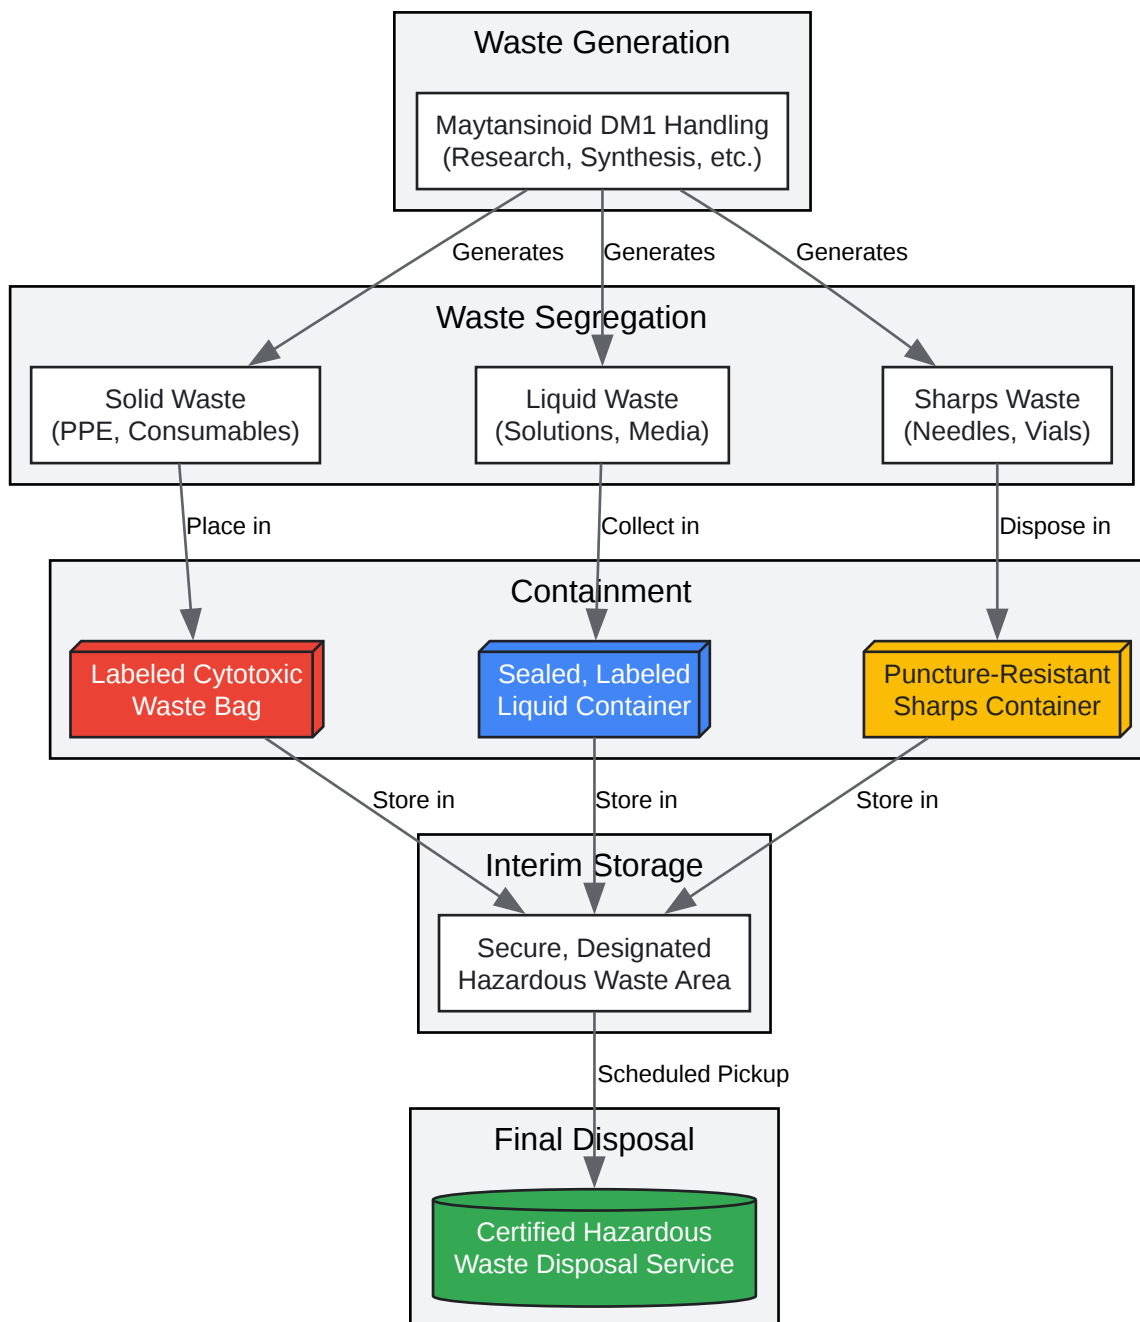 Waste Generation
Maytansinoid DM1 Handling
(Research, Synthesis, etc.)
Generates
Generates
Generates
Waste Segregation
Solid Waste
(PPE, Consumables)
Liquid Waste
(Solutions, Media)
Sharps Waste
(Needles, Vials)
Place in
Collect in
Dispose in
Containment
Labeled Cytotoxic
Waste Bag
Sealed, Labeled
Liquid Container
Puncture-Resistant
Sharps Container
Store in
Store in
Store in
Interim Storage
Secure, Designated
Hazardous Waste Area
Scheduled Pickup
Final Disposal
Certified Hazardous
Waste Disposal Service